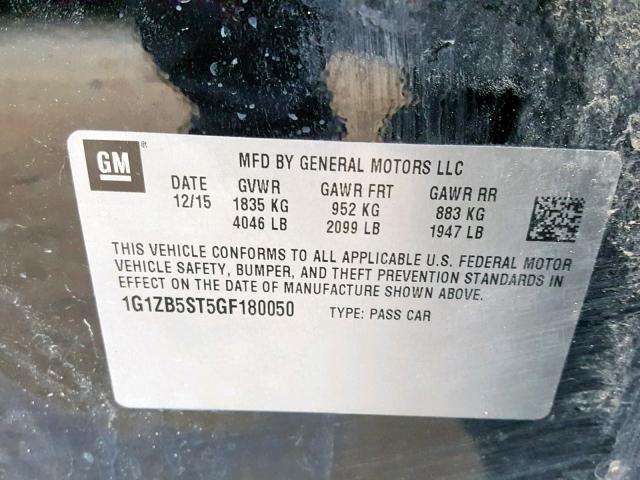 GM ® MFD BY GENERAL MOTORS LLC
DATE GVWR GAWR FRT GAWR RR
12/15 1835 KG 952 KG 883 KG
4046 LB 2099 LB 1947 LB
THIS VEHICLE CONFORMS TO ALL APPLICABLE U.S. FEDERAL MOTOR
VEHICLE SAFETY, BUMPER, AND THEFT PREVENTION STANDARDS IN
EFFECT ON THE DATE OF MANUFACTURE SHOWN ABOVE.
1G1ZB5ST5GF180050 TYPE: PASS CAR